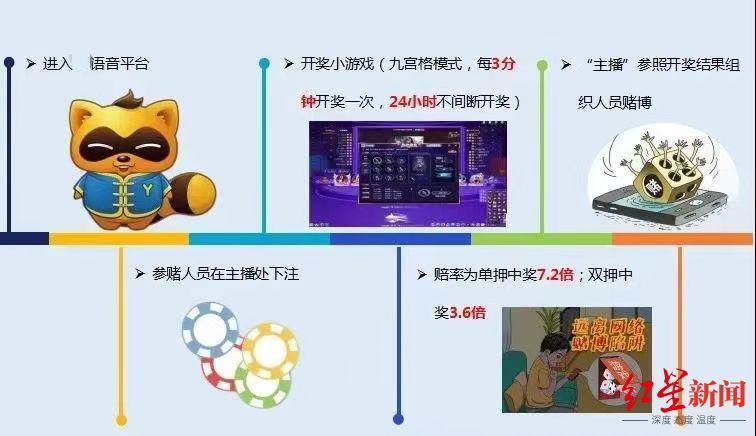 进入 语音平台
开奖小游戏（九宫格模式，每3分
钟开奖一次，24小时不间断开奖）
“主播”参照开奖结果组
织人员赌博
Y
赌
参赌人员在主播处下注
赔率为单押中奖7.2倍；双押中
奖3.6倍
远离网络
赌博陷阱
红星新闻
深度 态度 温度